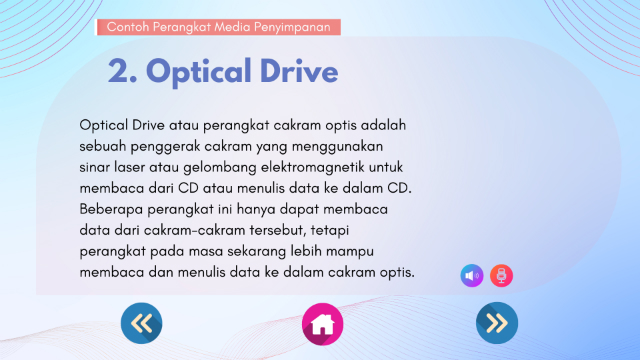 Contoh Perangkat Media Penyimpanan
2. Optical Drive
Optical Drive atau perangkat cakram optis adalah
sebuah penggerak cakram yang menggunakan
sinar laser atau gelombang elektromagnetik untuk
membaca dari CD atau menulis data ke dalam CD.
Beberapa perangkat ini hanya dapat membaca
data dari cakram-cakram tersebut, tetapi
perangkat pada masa sekarang lebih mampu
membaca dan menulis data ke dalam cakram optis.